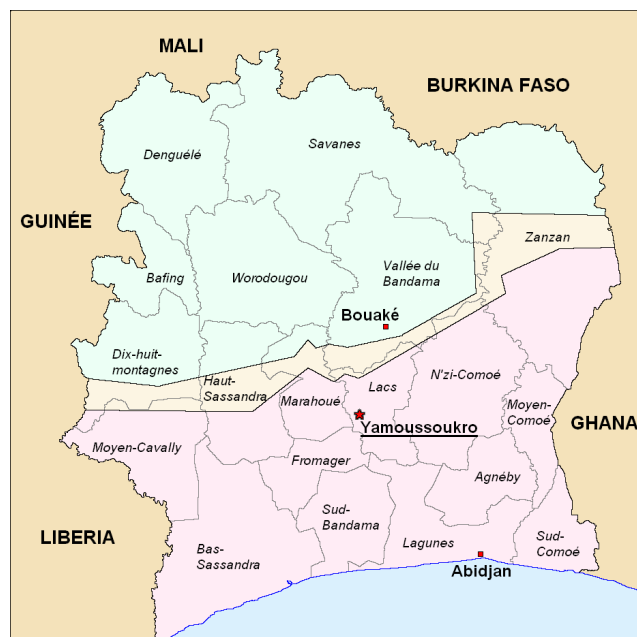 MALI
BURKINA FASO
Savanes
Denguélé
GUINÉE
Zanzan
Bafing
Worodougou
Vallée du
Bandama
Bouaké
Dix-huit-
montagnes
Haut-
Sassandra
Lacs
N'zi-Comoé
Marahoué
Moyen-
Comoé
GHANA
Yamoussoukro
Moyen-Cavally
Fromager
Agnéby
Sud-
Bandama
LIBERIA
Bas-
Sassandra
Lagunes
Sud-
Comoé
Abidjan